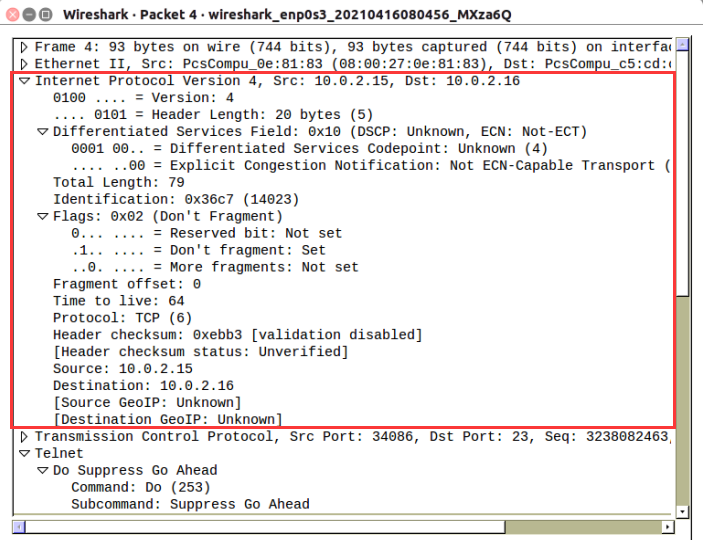 Wireshark · Packet 4 · wireshark_enp0s3_20210416080456_MXza6Q
Frame 4: 93 bytes on wire (744 bits), 93 bytes captured (744 bits) on interfac
Ethernet II, Src: PcsCompu_0e:81:83 (08:00:27:0e:81:83), Dst: PcsCompu_c5:cd:
Internet Protocol Version 4, Src: 10.0.2.15, Dst: 10.0.2.16
0100 .... = Version: 4
.... 0101 = Header Length: 20 bytes (5)
Differentiated Services Field: 0x10 (DSCP: Unknown, ECN: Not-ECT)
0001 00.. = Differentiated Services Codepoint: Unknown (4)
.... ..00 = Explicit Congestion Notification: Not ECN-Capable Transport (
Total Length: 79
Identification: 0x36c7 (14023)
Flags: 0x02 (Don't Fragment)
0... .... = Reserved bit: Not set
.1.. .... = Don't fragment: Set
..0. .... = More fragments: Not set
Fragment offset: 0
Time to live: 64
Protocol: TCP (6)
Header checksum: 0xebb3 [validation disabled]
[Header checksum status: Unverified]
Source: 10.0.2.15
Destination: 10.0.2.16
[Source GeoIP: Unknown]
[Destination GeoIP: Unknown]
Transmission Control Protocol, Src Port: 34086, Dst Port: 23, Seq: 3238082463,
Telnet
Do Suppress Go Ahead
Command: Do (253)
Subcommand: Suppress Go Ahead